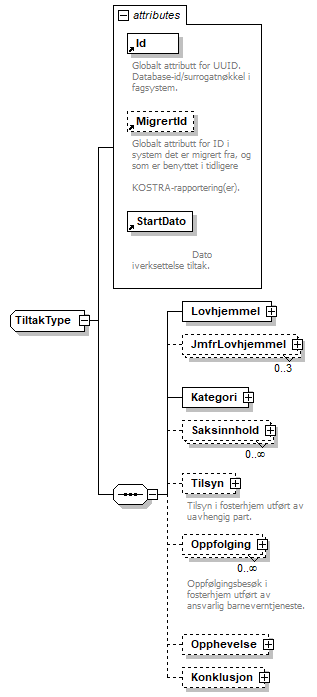 attributes
Id
Globalt attributt for UUID.
Database-id/surrogatnøkkel i
fagsystem.
MigrertId
Globalt attributt for ID i
system det er migrert fra, og
som er benyttet i tidligere
KOSTRA-rapportering(er).
StartDato
Dato
iverksettelse tiltak.
TiltakType
Lovhjemmel
JmfrLovhjemmel
0..3
Kategori
Saksinnhold
0..∞
Tilsyn
Tilsyn i fosterhjem utført av
uavhengig part.
Oppfolging
0..∞
Oppfølgingsbesøk i
fosterhjem utført av
ansvarlig barneverntjeneste.
Opphevelse
Konklusjon